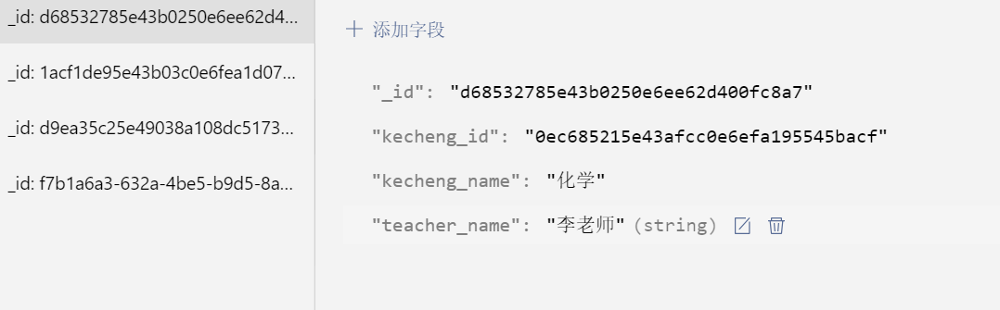 _id: d68532785e43b0250e6ee62d4...
_id: 1acf1de95e43b03c0e6fea1d07...
_id: d9ea35c25e49038a108dc5173...
_id: f7b1a6a3-632a-4be5-b9d5-8a...
添加字段
"_id": "d68532785e43b0250e6ee62d400fc8a7"
"kecheng_id": "0ec685215e43afcc0e6efa195545bacf"
"kecheng_name": "化学"
"teacher_name": "李老师" (string)